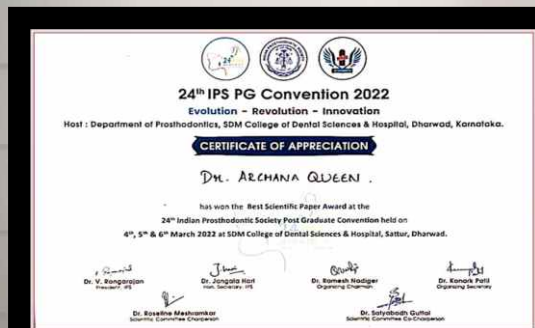 24th IPS PG Convention 2022
Evolution - Revolution - Innovation
Host : Department of Prosthodontics, SDM College of Dental Sciences & Hospital, Dharwad, Karnataka.
CERTIFICATE OF APPRECIATION
DR. ARCHANA QUEEN .
has won the Best Scientific Paper Award at the
24th Indian Prosthodontic Society Post Graduate Convention held on
4th, 5th & 6th March 2022 at SDM College of Dental Sciences & Hospital, Sattur, Dharwad.
Dr. V. Rangarajan
President, IPS
Dr. Jangala Hari
Hon. Secretary, IPS
Dr. Ramesh Nadiger
Organizing Chairman
Dr. Kanark Patil
Organizing Secretary
Dr. Roseline Meshramkar
Scientific Committee Chairperson
Dr. Satyabodh Guttal
Scientific Committee Co-Chairperson